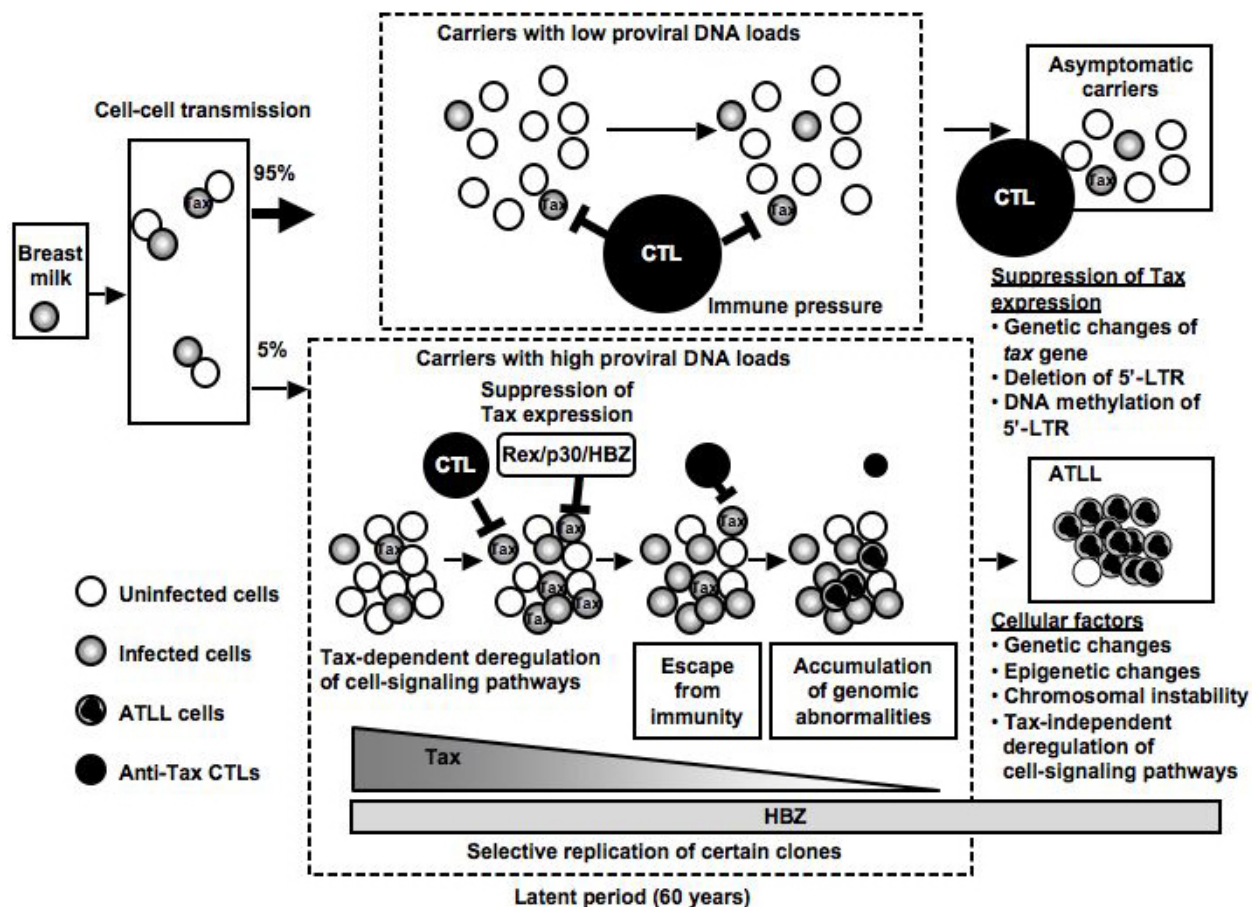 Carriers with low proviral DNA loads
Cell-cell transmission
95%
Tax
Breast
milk
5%
Tax
Tax
CTL
Immune pressure
Asymptomatic
carriers
CTL
Tax
Suppression of Tax
expression
• Genetic changes of
tax gene
• Deletion of 5'-LTR
• DNA methylation of
5'-LTR
Carriers with high proviral DNA loads
Suppression of
Tax expression
CTL
Rex/p30/HBZ
Tax
Tax
Tax
Tax
Tax
Tax
Tax
Tax
Tax-dependent deregulation
of cell-signaling pathways
Escape
from
immunity
Accumulation
of genomic
abnormalities
ATLL
Cellular factors
• Genetic changes
• Epigenetic changes
• Chromosomal instability
• Tax-independent
deregulation of
cell-signaling pathways
Uninfected cells
Infected cells
ATLL cells
Anti-Tax CTLs
Tax
HBZ
Selective replication of certain clones
Latent period (60 years)